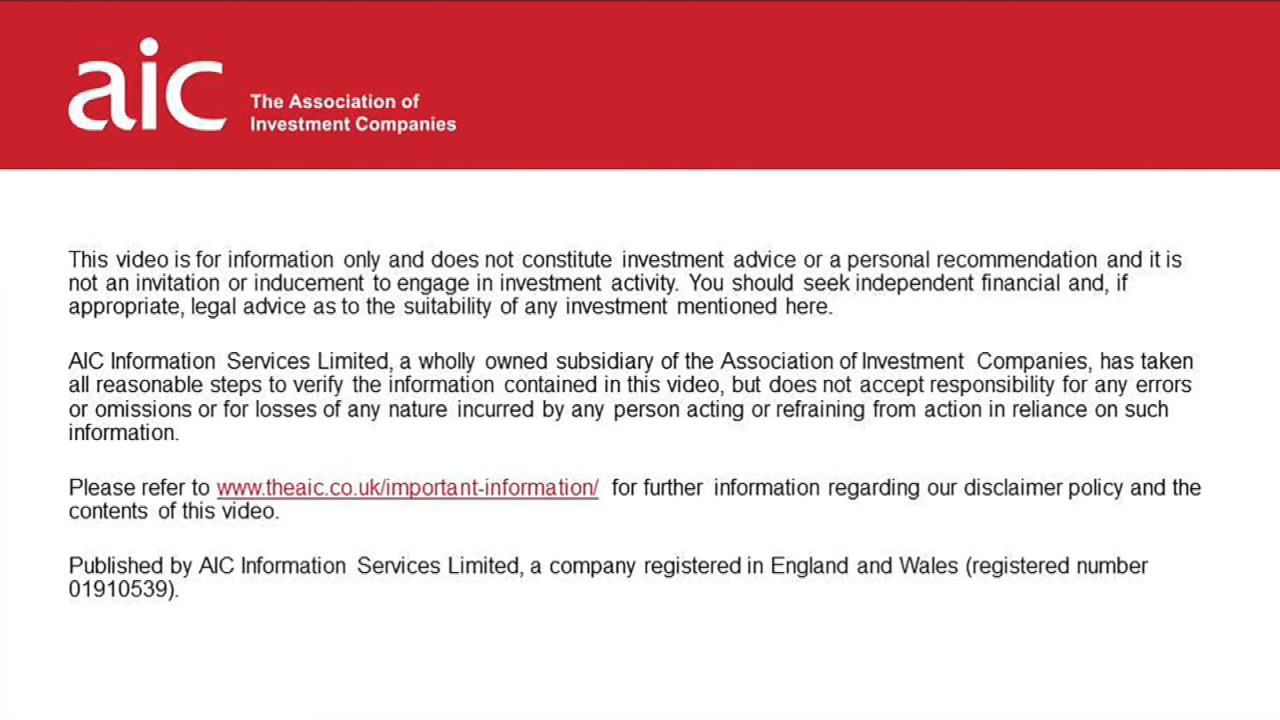 aic
The Association of
Investment Companies
This video is for information only and does not constitute investment advice or a personal recommendation and it is
not an invitation or inducement to engage in investment activity. You should seek independent financial and, if
appropriate, legal advice as to the suitability of any investment mentioned here.
AIC Information Services Limited, a wholly owned subsidiary of the Association of Investment Companies, has taken
all reasonable steps to verify the information contained in this video, but does not accept responsibility for any errors
or omissions or for losses of any nature incurred by any person acting or refraining from action in reliance on such
information.
Please refer to www.theaic.co.uk/important-information/ for further information regarding our disclaimer policy and the
contents of this video.
Published by AIC Information Services Limited, a company registered in England and Wales (registered number
01910539).